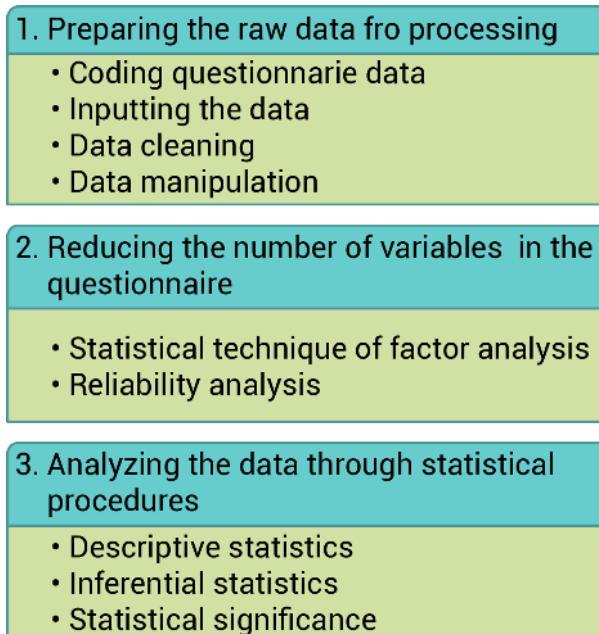 1. Preparing the raw data fro processing
• Coding questionnarie data
• Inputting the data
• Data cleaning
• Data manipulation
2. Reducing the number of variables in the
questionnaire
• Statistical technique of factor analysis
• Reliability analysis
3. Analyzing the data through statistical
procedures
• Descriptive statistics
• Inferential statistics
• Statistical significance